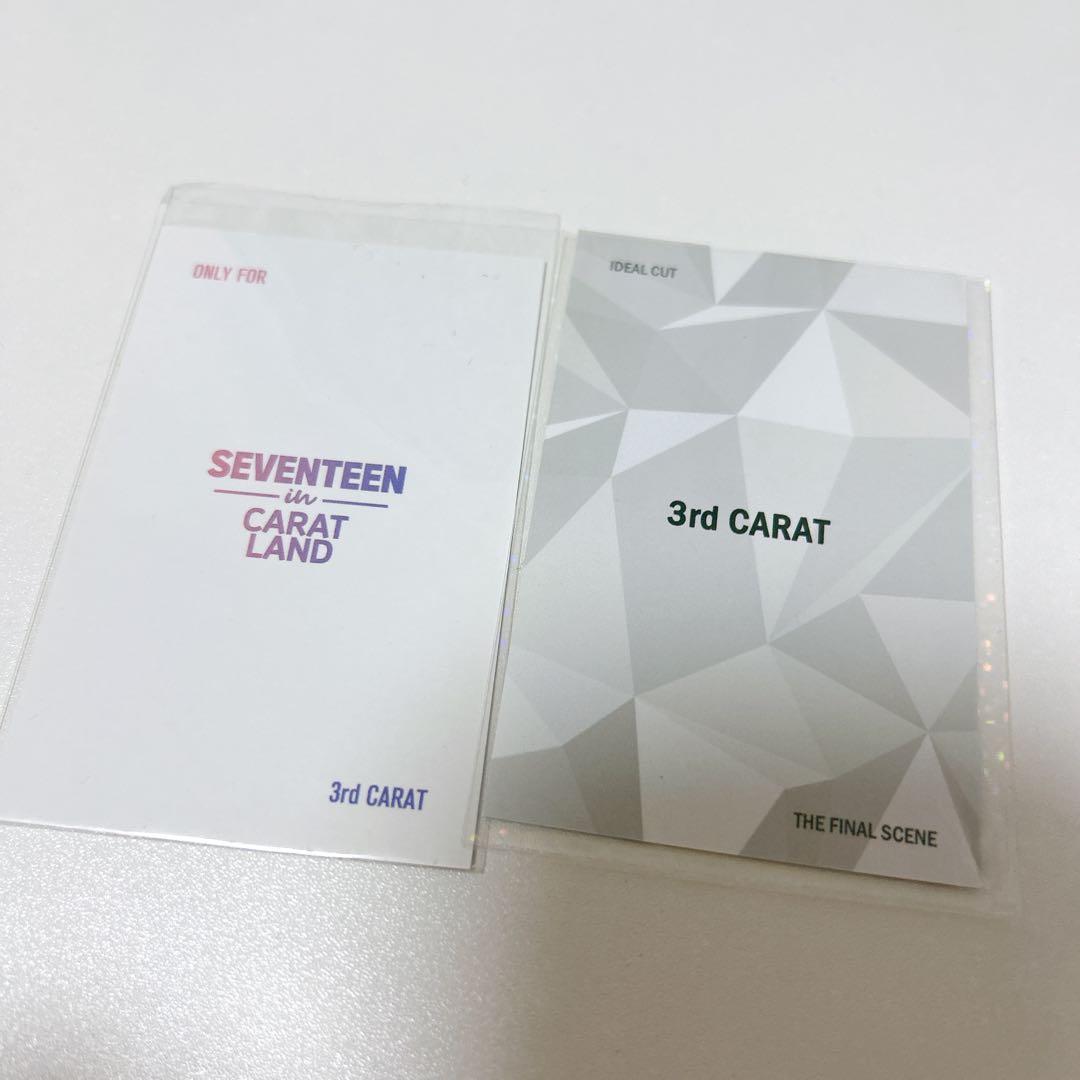 ONLY FOR
SEVENTEEN
in
CARAT
LAND
3rd CARAT
IDEAL CUT
3rd CARAT
THE FINAL SCENE